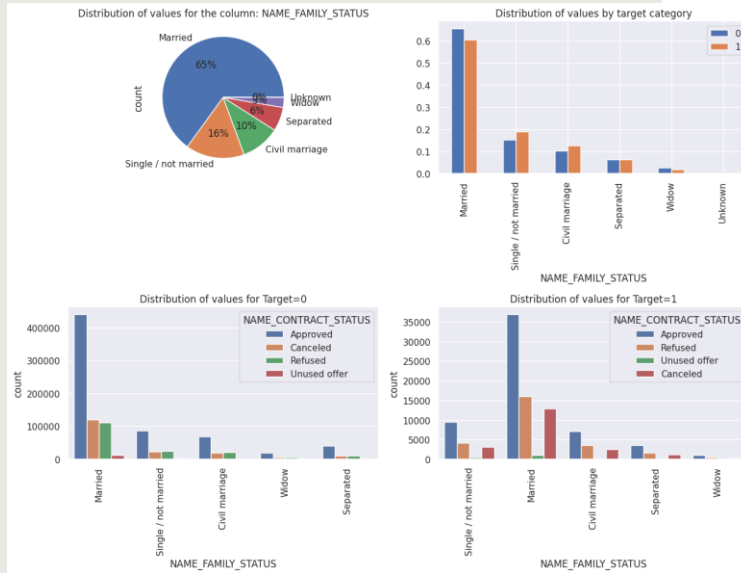 Distribution of values for the column: NAME_FAMILY_STATUS
Married
65%
count
0%
Unknown
Widow
6%
Separated
10%
Civil marriage
16%
Single / not married
Distribution of values by target category
0
1
0.6
0.5
0.4
0.3
0.2
0.1
0.0
Married
Single / not married
Civil marriage
Separated
Widow
Unknown
NAME_FAMILY_STATUS
Distribution of values for Target=0
NAME_CONTRACT_STATUS
Approved
Canceled
Refused
Unused offer
400000
300000
200000
100000
0
count
Married
Single / not married
Civil marriage
Widow
Separated
NAME_FAMILY_STATUS
Distribution of values for Target=1
NAME_CONTRACT_STATUS
Approved
Refused
Unused offer
Canceled
35000
30000
25000
20000
15000
10000
5000
0
count
Single / not married
Married
Civil marriage
Separated
Widow
NAME_FAMILY_STATUS